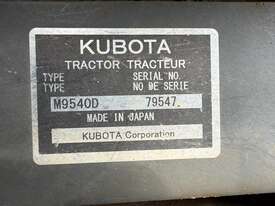 KUBOTA
TRACTOR TRACTEUR
TYPE SERIAL NO.
TYPE NO DE SERIE
M9540D 79547
MADE IN JAPAN
KUBOTA Corporation